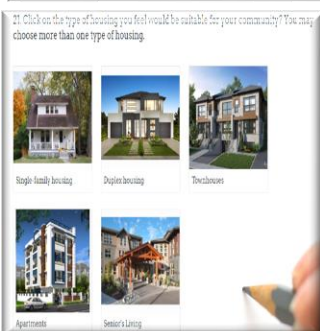 21. Click on the type of housing you feel would be suitable for your community? You may
choose more than one type of housing.
Single-family housing
Duplex housing
Townhouses
Apartments
Senior's Living